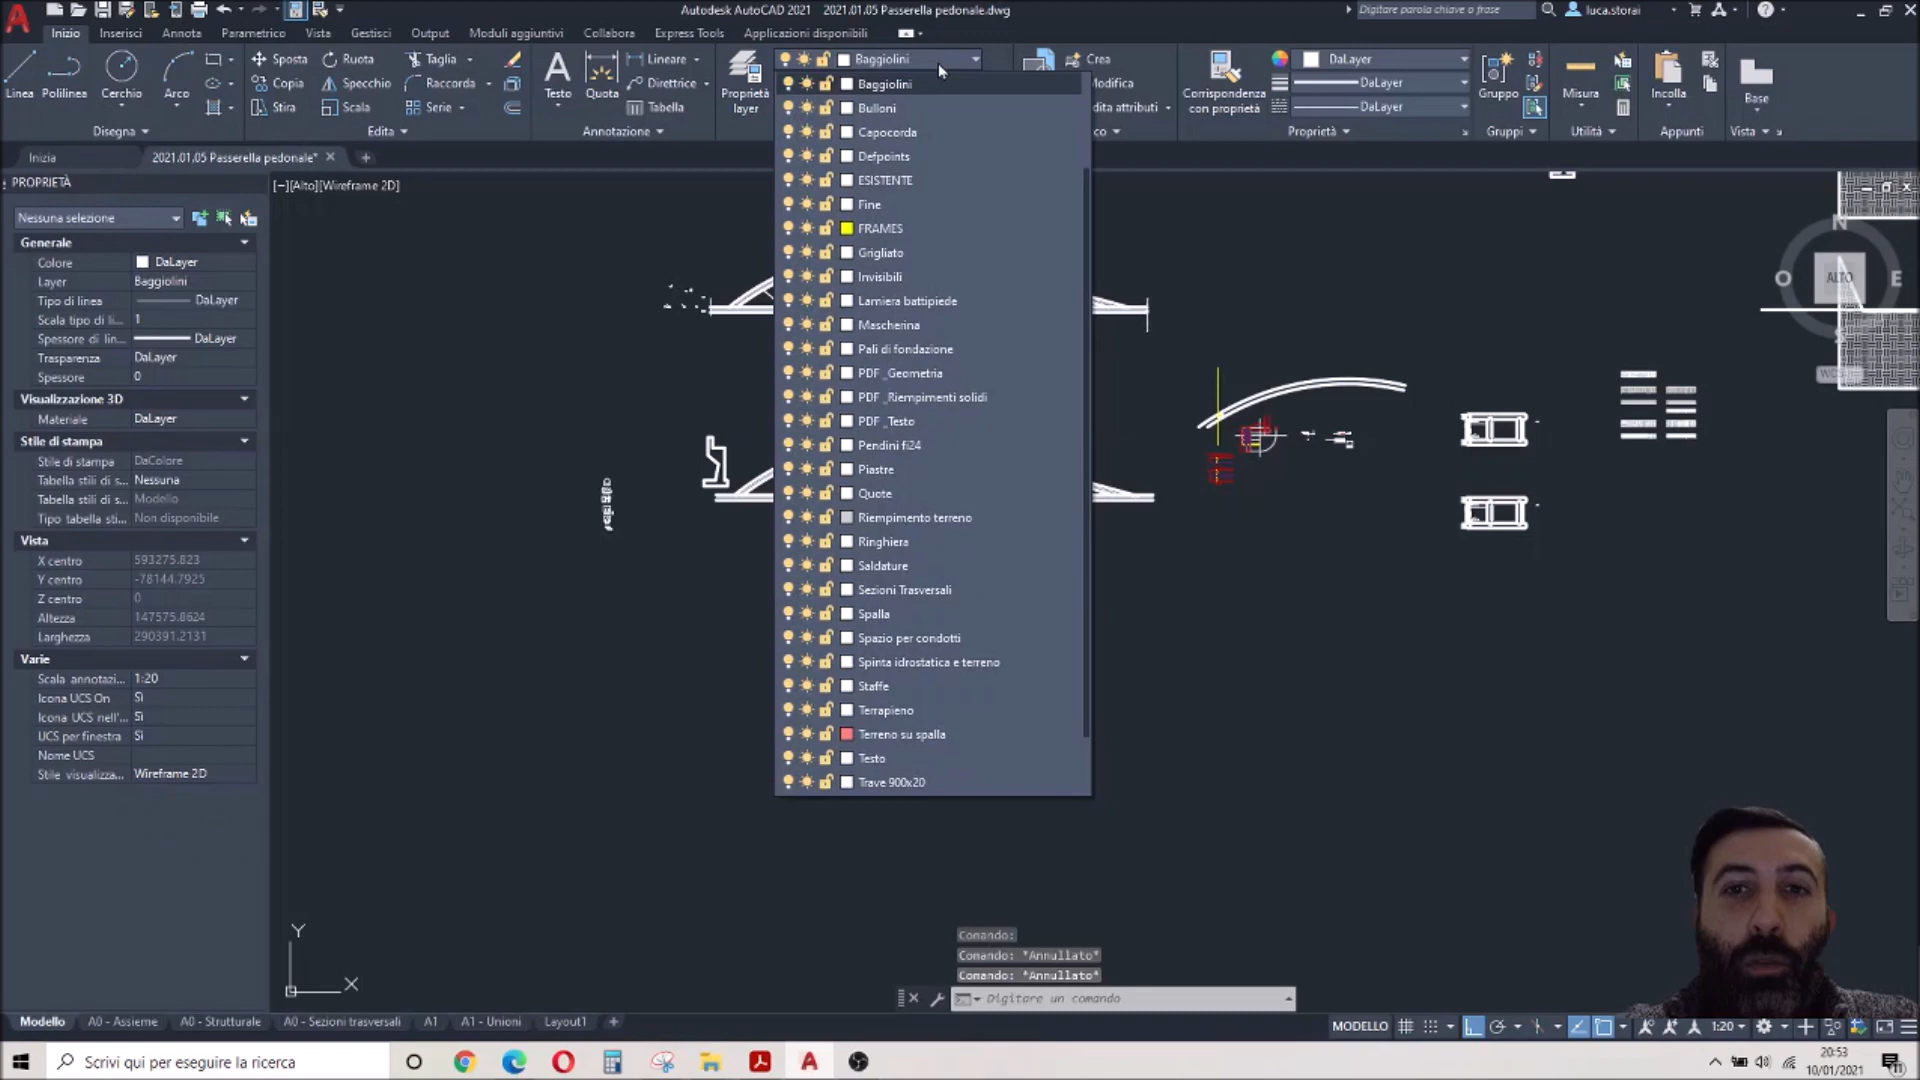 Autodesk AutoCAD 2021 2021.01.05 Passerella pedonale.dwg
Digitare parola chiave o frase
luca.storai
Inizio Inserisci Annota Parametrico Vista Gestisci Output Moduli aggiuntivi Collabora Express Tools Applicazioni disponibili
Linea Polilinea Cerchio Arco
Sposta Ruota Taglia
Copia Specchio Raccorda
Stira Scala Serie
Testo Quota
Lineare
Direttrice
Tabella
Proprietà
layer
Baggiolini
Crea
Modifica
dita attributi
Corrispondenza
con proprietà
DaLayer
DaLayer
DaLayer
Gruppo Misura Incolla Base
Disegna Edita Annotazione co Proprietà Gruppi Utilità Appunti Vista
Inizia 2021.01.05 Passerella pedonale*
PROPRIETÀ
[−][Alto][Wireframe 2D]
Nessuna selezione
Generale
Colore DaLayer
Layer Baggiolini
Tipo di linea DaLayer
Scala tipo di li... 1
Spessore di lin... DaLayer
Trasparenza DaLayer
Spessore 0
Visualizzazione 3D
Materiale DaLayer
Stile di stampa
Stile di stampa DaColore
Tabella stili di s... Nessuna
Tabella stili di s... Modello
Tipo tabella sti... Non disponibile
Vista
X centro 593275.823
Y centro -78144.7925
Z centro 0
Altezza 147575.8624
Larghezza 290391.2131
Varie
Scala annotazi... 1:20
Icona UCS On Sì
Icona UCS nell'... Sì
UCS per finestra Sì
Nome UCS
Stile visualizza... Wireframe 2D
Baggiolini
Bulloni
Capocorda
Defpoints
ESISTENTE
Fine
FRAMES
Grigliato
Invisibili
Lamiera battipiede
Mascherina
Pali di fondazione
PDF_Geometria
PDF_Riempimenti solidi
PDF_Testo
Pendini fi24
Piastre
Quote
Riempimento terreno
Ringhiera
Saldature
Sezioni Trasversali
Spalla
Spazio per condotti
Spinta idrostatica e terreno
Staffe
Terrapieno
Terreno su spalla
Testo
Trave 900x20
N
O ALTO E
S
WCS
Y
X
Comando:
Comando: *Annullato*
Comando: *Annullato*
Digitare un comando
Modello A0 - Assieme A0 - Strutturale A0 - Sezioni trasversali A1 A1 - Unioni Layout1
MODELLO 1:20
Scrivi qui per eseguire la ricerca
20:53
10/01/2021